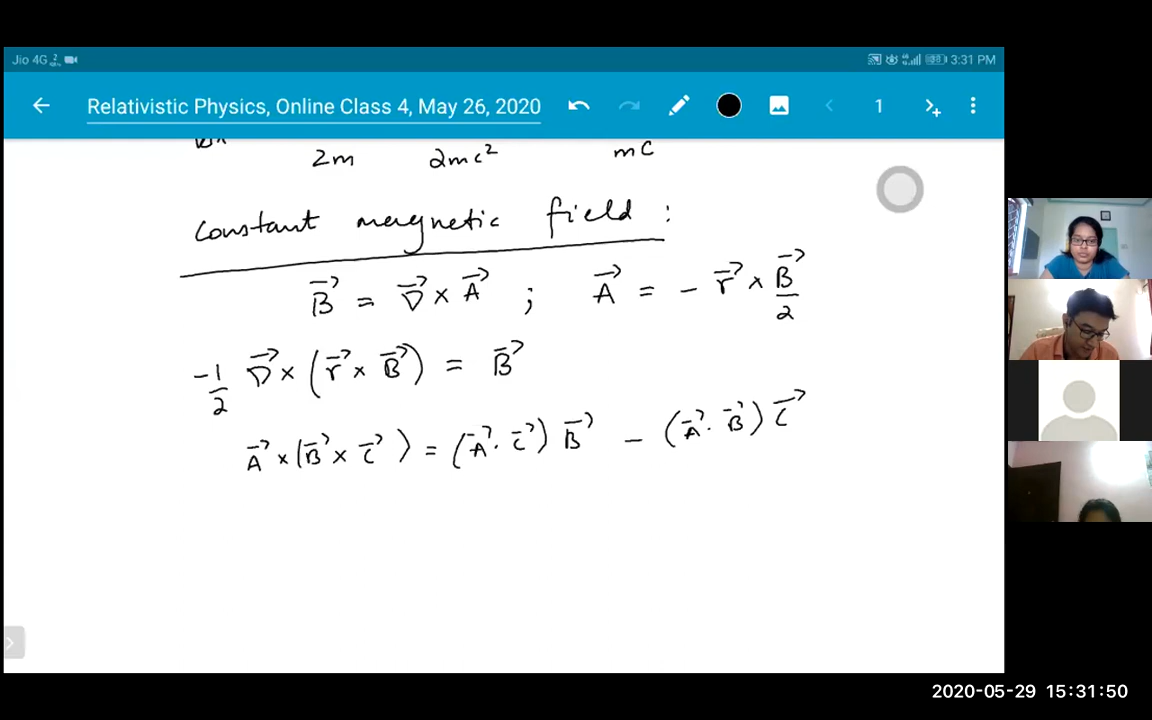 Jio 4G
3:31 PM
Relativistic Physics, Online Class 4, May 26, 2020
1
2m 2mc² mc
constant magnetic field :
B⃗ = ∇⃗ × A⃗ ; A⃗ = - r⃗ × B⃗/2
-1/2 ∇⃗ × (r⃗ × B⃗) = B⃗
A⃗ × (B⃗ × C⃗) = (A⃗ · C⃗) B⃗ - (A⃗ · B⃗) C⃗
2020-05-29 15:31:50